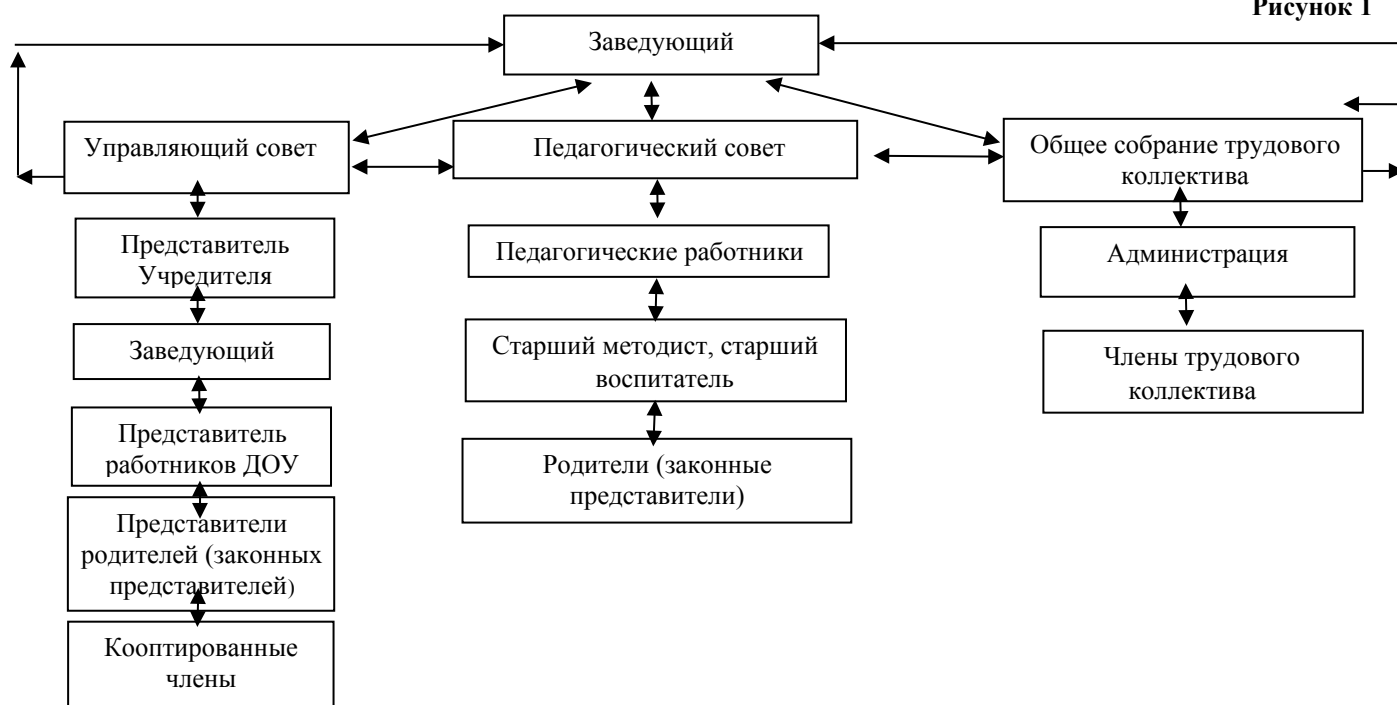 Рисунок 1
Заведующий
Управляющий совет
Педагогический совет
Общее собрание трудового
коллектива
Представитель
Учредителя
Заведующий
Представитель
работников ДОУ
Представители
родителей (законных
представителей)
Кооптированные
члены
Педагогические работники
Старший методист, старший
воспитатель
Родители (законные
представители)
Администрация
Члены трудового
коллектива